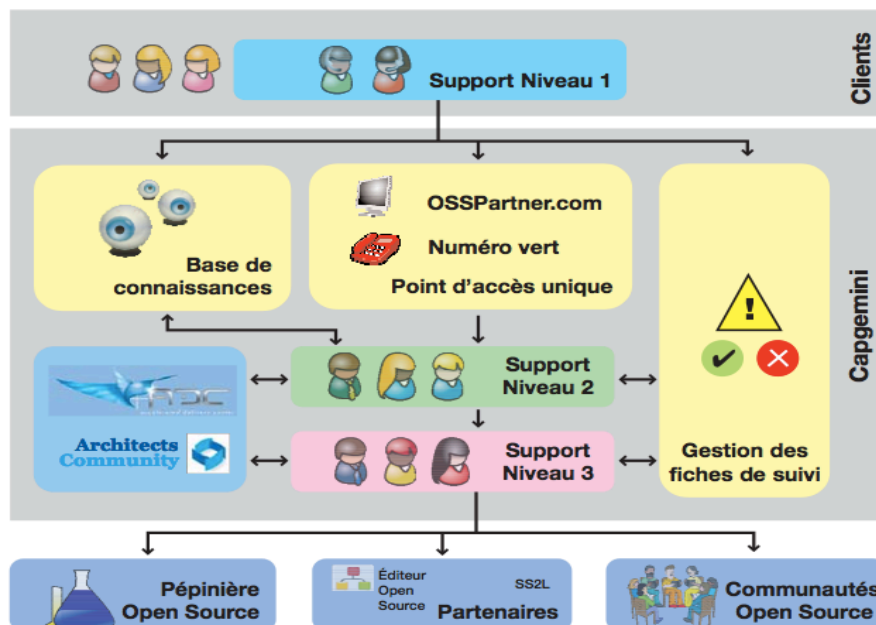 Support Niveau 1
Clients
OSSPartner.com
Numéro vert
Point d'accès unique
Base de
connaissances
Capgemini
Support
Niveau 2
Architects
Community
Support
Niveau 3
Gestion des
fiches de suivi
Pépinière
Open Source
Éditeur
Open
Source
SS2L
Partenaires
Communautés
Open Source